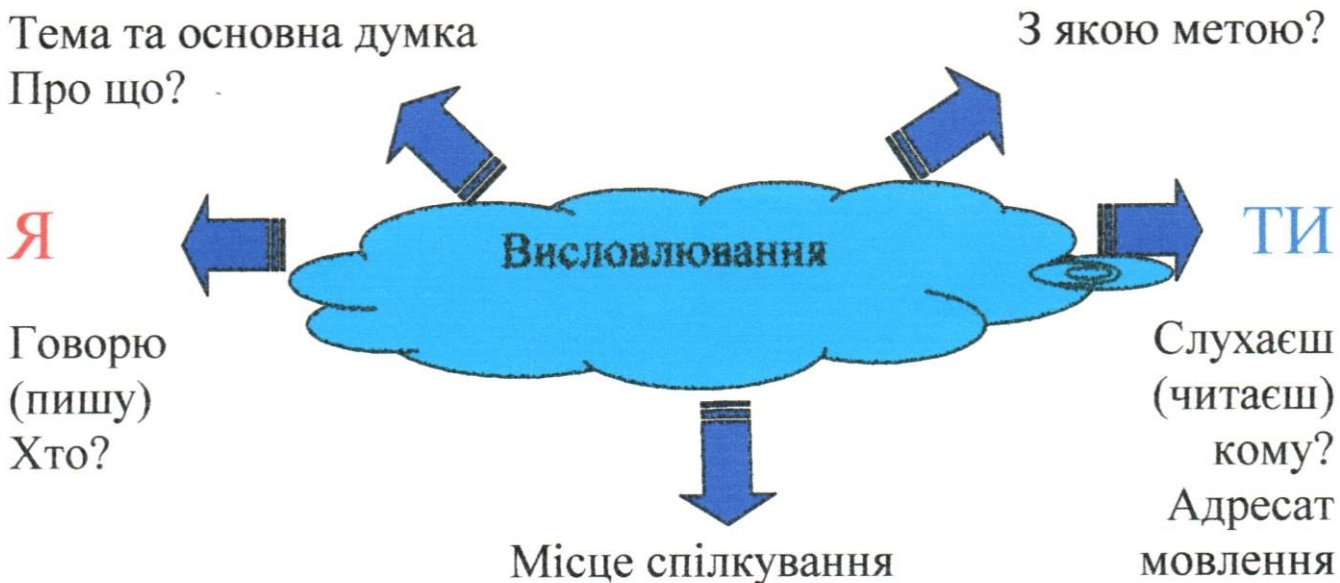 Тема та основна думка
Про що?
З якою метою?
Я
Висловлювання
ТИ
Говорю
(пишу)
Хто?
Слухаєш
(читаєш)
кому?
Адресат
мовлення
Місце спілкування